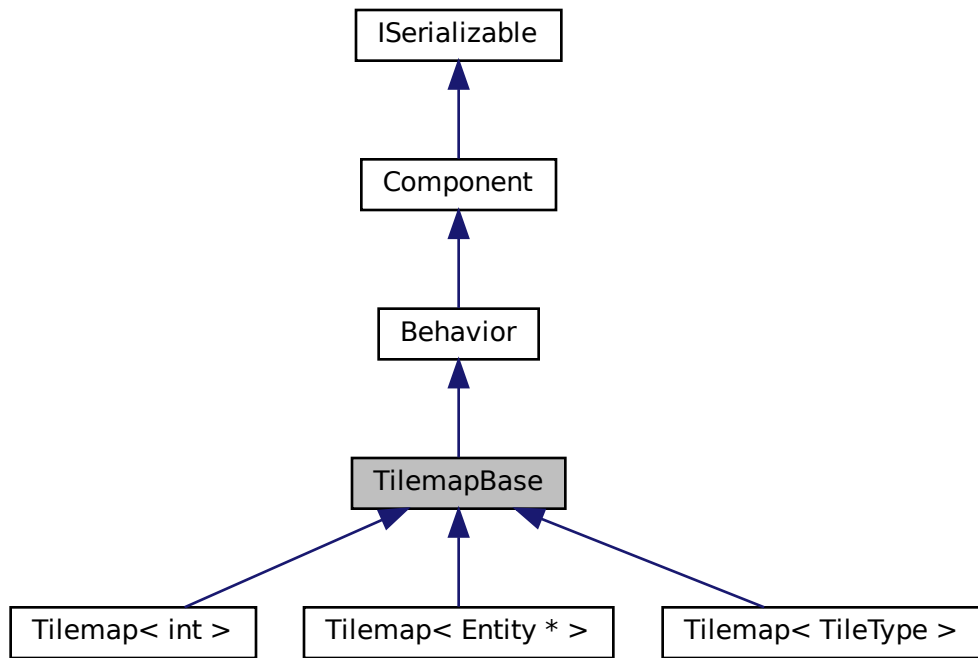 ISerializable
Component
Behavior
TilemapBase
Tilemap< int >
Tilemap< Entity * >
Tilemap< TileType >